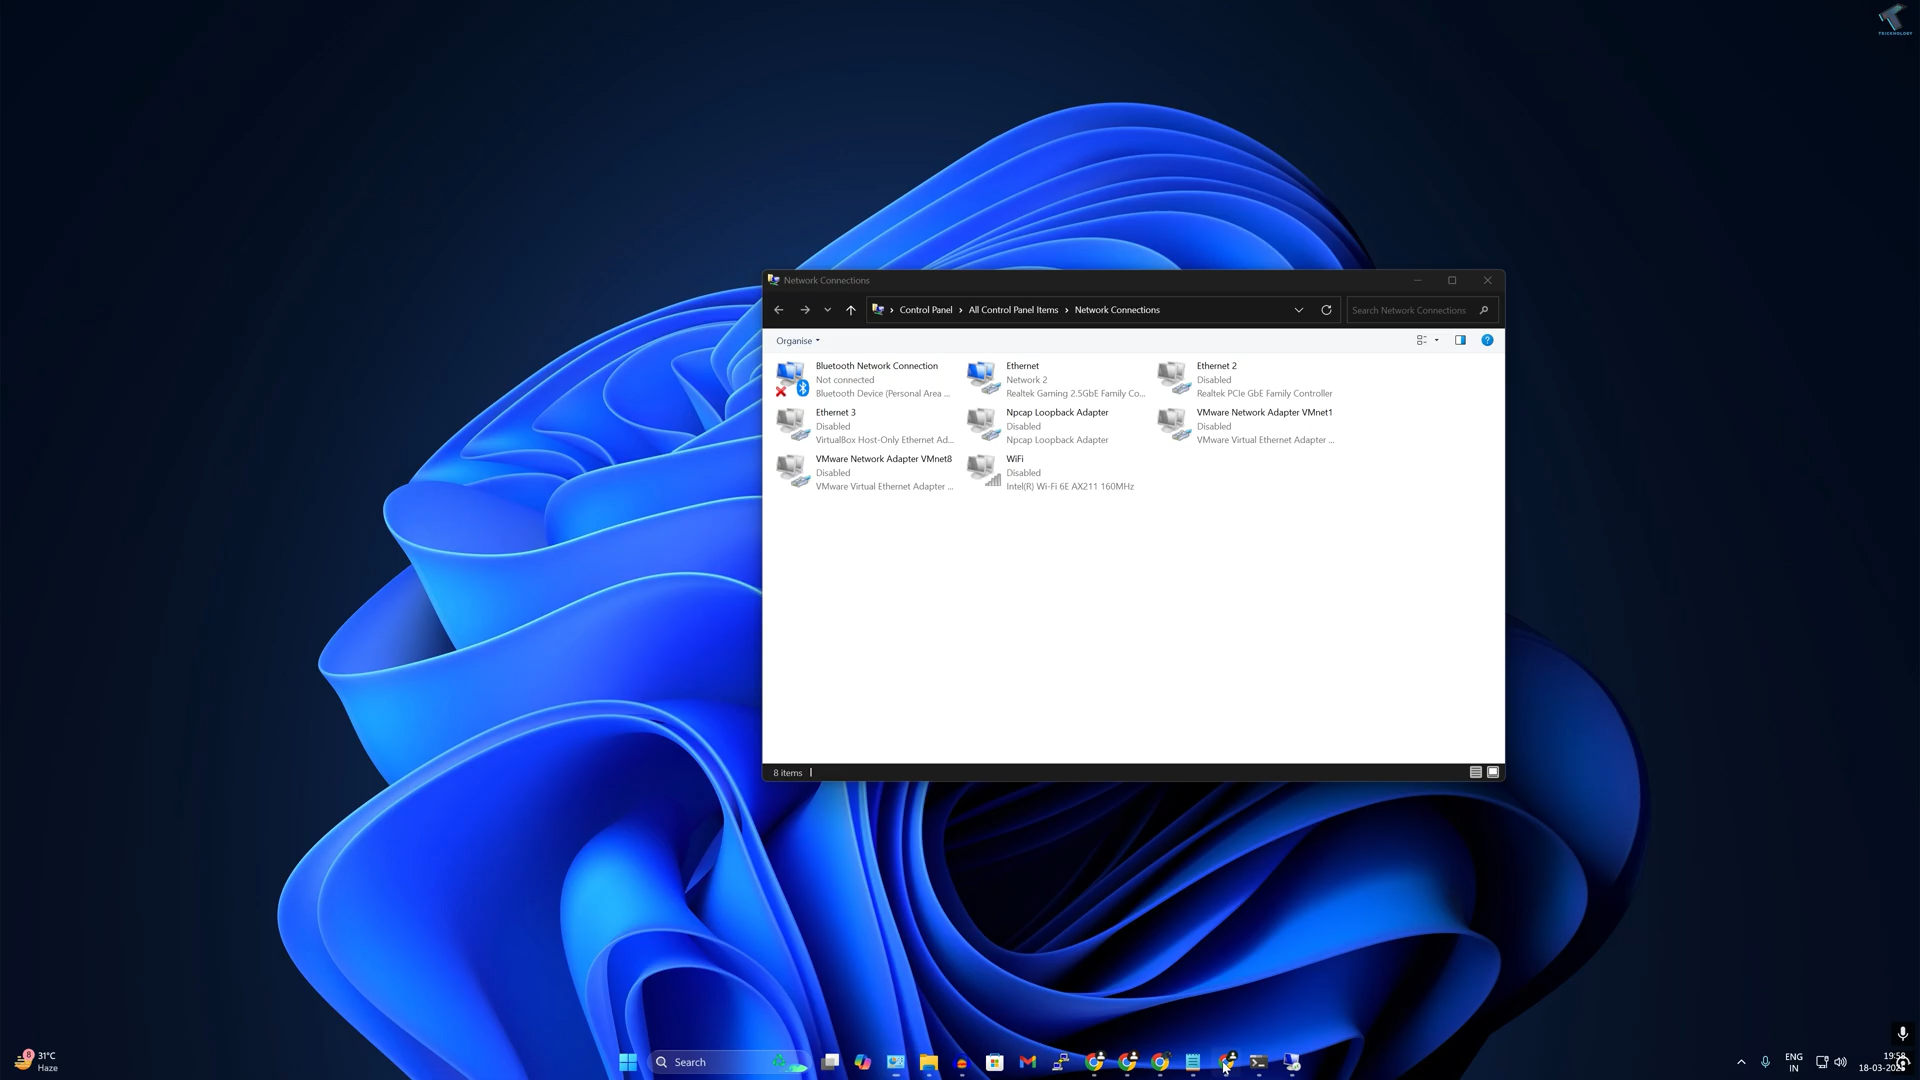 TRICKNOLOGY
Network Connections
Control Panel
All Control Panel Items
Network Connections
Search Network Connections
Organise
Bluetooth Network Connection
Not connected
Bluetooth Device (Personal Area ...
Ethernet
Network 2
Realtek Gaming 2.5GbE Family Co...
Ethernet 2
Disabled
Realtek PCIe GbE Family Controller
Ethernet 3
Disabled
VirtualBox Host-Only Ethernet Ad...
Npcap Loopback Adapter
Disabled
Npcap Loopback Adapter
VMware Network Adapter VMnet1
Disabled
VMware Virtual Ethernet Adapter ...
VMware Network Adapter VMnet8
Disabled
VMware Virtual Ethernet Adapter ...
WiFi
Disabled
Intel(R) Wi-Fi 6E AX211 160MHz
8 items
8
31°C
Haze
Search
ENG
IN
19:58